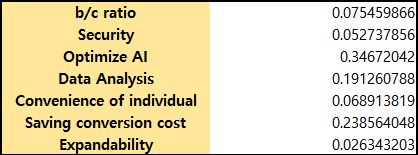 b/c ratio 0.075459866
Security 0.052737856
Optimize AI 0.34672042
Data Analysis 0.191260788
Convenience of individual 0.068913819
Saving conversion cost 0.238564048
Expandability 0.026343203